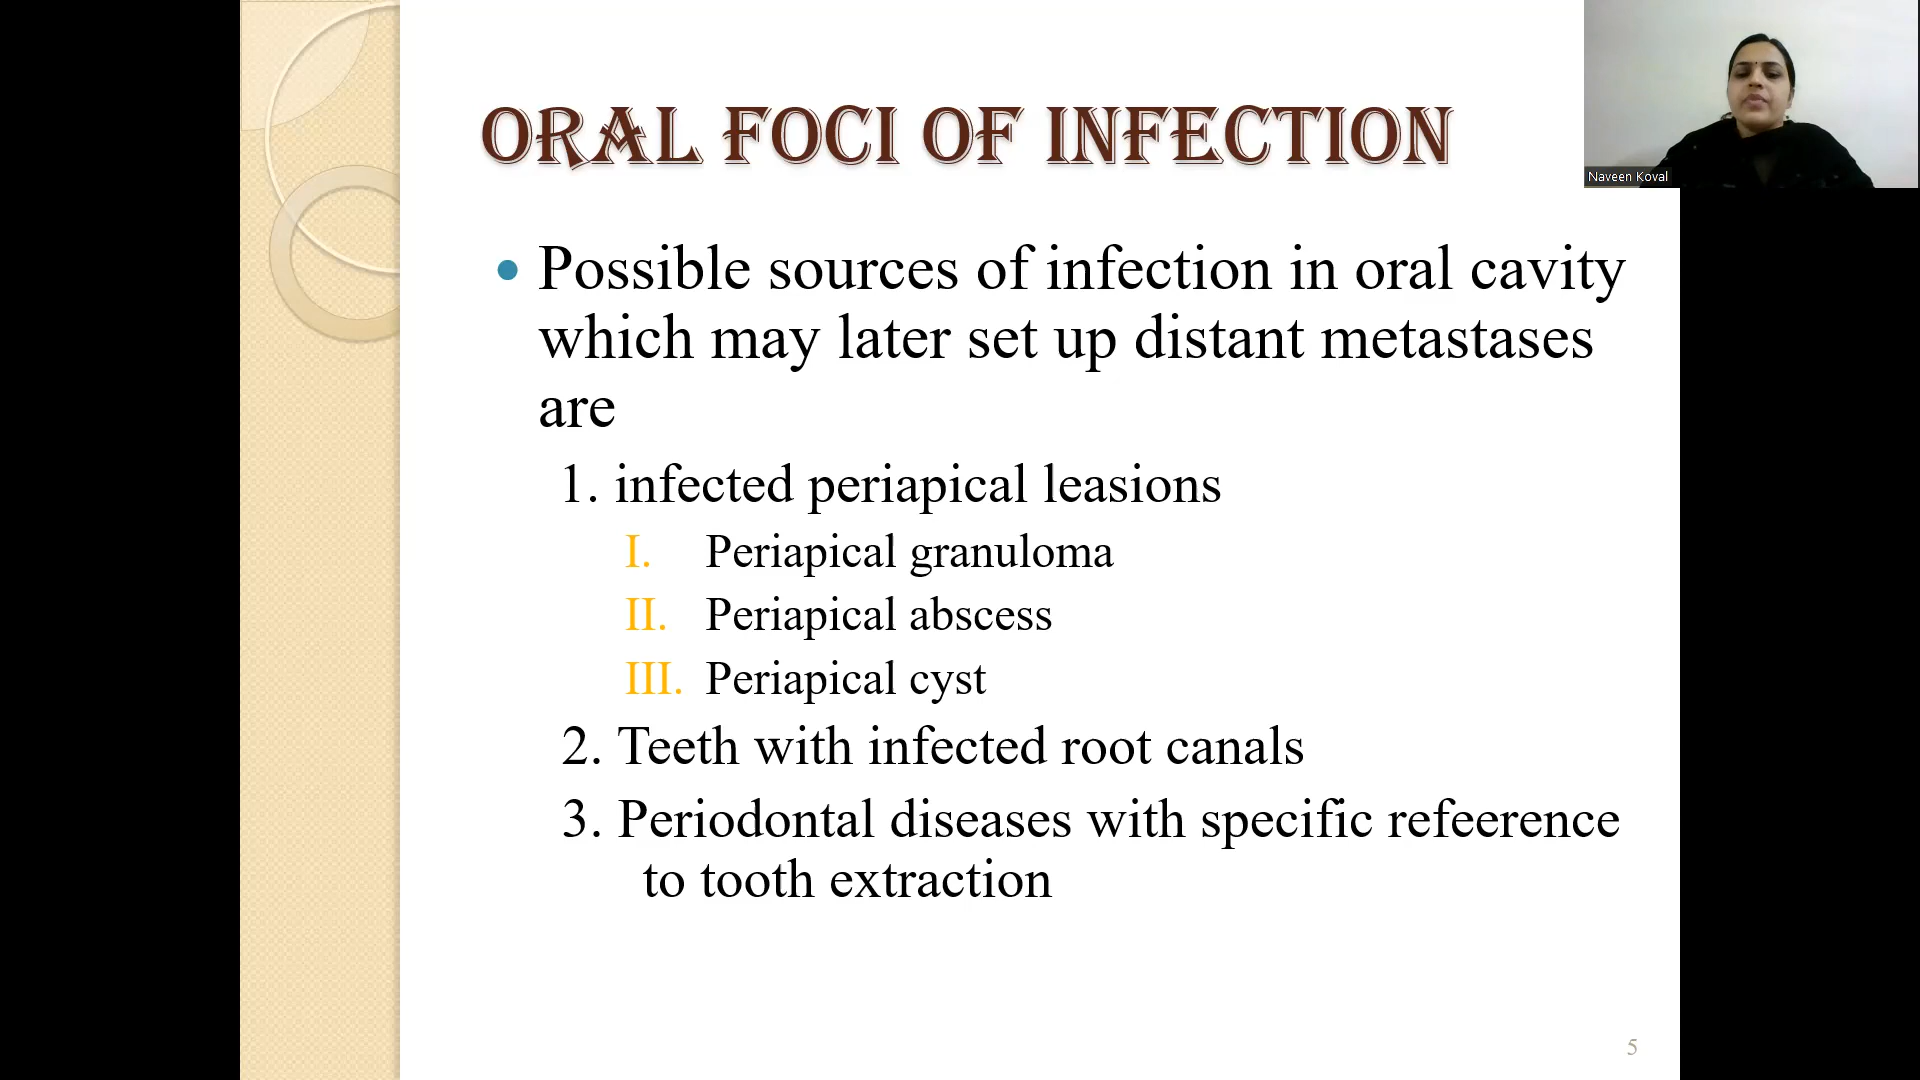 ORAL FOCI OF INFECTION
Naveen Koval
• Possible sources of infection in oral cavity
which may later set up distant metastases
are
1. infected periapical leasions
I. Periapical granuloma
II. Periapical abscess
III. Periapical cyst
2. Teeth with infected root canals
3. Periodontal diseases with specific refeerence
to tooth extraction
5